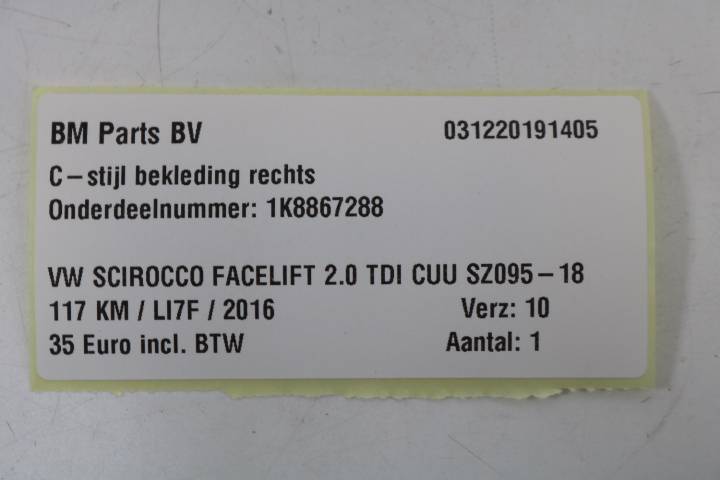 BM Parts BV 031220191405
C-stijl bekleding rechts
Onderdeelnummer: 1K8867288
VW SCIROCCO FACELIFT 2.0 TDI CUU SZ095-18
117 KM / LI7F / 2016 Verz: 10
35 Euro incl. BTW Aantal: 1